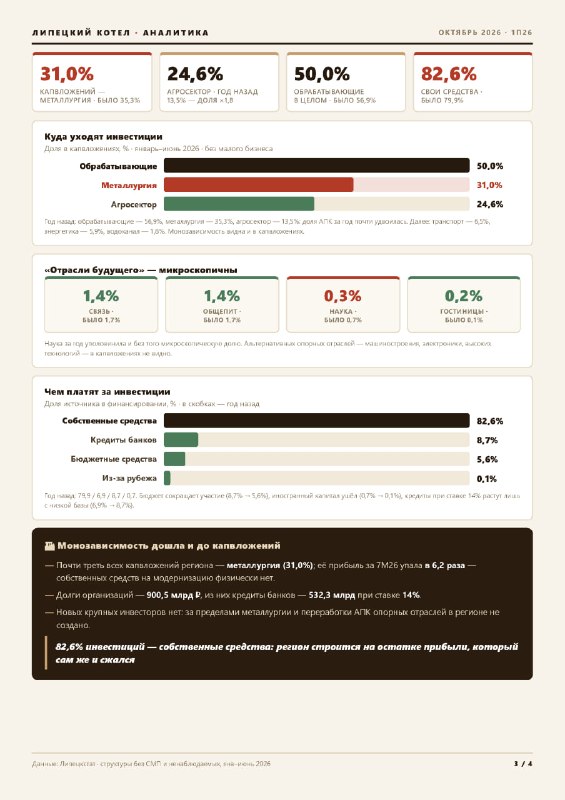 ЛИПЕЦКИЙ КОТЕЛ · АНАЛИТИКА
ОКТЯБРЬ 2026 · 1П26
31,0%
КАПВЛОЖЕНИЙ —
МЕТАЛЛУРГИЯ · БЫЛО 35,3%
24,6%
АГРОСЕКТОР · ГОД НАЗАД
13,5% — ДОЛЯ ×1,8
50,0%
ОБРАБАТЫВАЮЩИЕ
В ЦЕЛОМ · БЫЛО 56,9%
82,6%
СВОИ СРЕДСТВА ·
БЫЛО 79,9%
Куда уходят инвестиции
Доля в капвложениях, % · январь–июнь 2026 · без малого бизнеса
Обрабатывающие 50,0%
Металлургия 31,0%
Агросектор 24,6%
Год назад: обрабатывающие — 56,9%, металлургия — 35,3%, агросектор — 13,5%: доля АПК за год почти удвоилась. Далее: транспорт — 6,5%,
энергетика — 5,9%, водоканал — 1,6%. Монозависимость видна и в капвложениях.
«Отрасли будущего» — микроскопичны
1,4%
СВЯЗЬ ·
БЫЛО 1,7%
1,4%
ОБЩЕПИТ ·
БЫЛО 1,7%
0,3%
НАУКА ·
БЫЛО 0,7%
0,2%
ГОСТИНИЦЫ ·
БЫЛО 0,1%
Наука за год уполовинила и без того микроскопическую долю. Альтернативных опорных отраслей — машиностроения, электроники, высоких
технологий — в капвложениях не видно.
Чем платят за инвестиции
Доля источника в финансировании, % · в скобках — год назад
Собственные средства 82,6%
Кредиты банков 8,7%
Бюджетные средства 5,6%
Из-за рубежа 0,1%
Год назад: 79,9 / 6,9 / 8,7 / 0,7. Бюджет сокращает участие (8,7% → 5,6%), иностранный капитал ушёл (0,7% → 0,1%), кредиты при ставке 14% растут лишь
с низкой базы (6,9% → 8,7%).
Монозависимость дошла и до капвложений
— Почти треть всех капвложений региона — металлургия (31,0%); её прибыль за 7М26 упала в 6,2 раза —
собственных средств на модернизацию физически нет.
— Долги организаций — 900,5 млрд ₽, из них кредиты банков — 532,3 млрд при ставке 14%.
— Новых крупных инвесторов нет: за пределами металлургии и переработки АПК опорных отраслей в регионе не
создано.
82,6% инвестиций — собственные средства: регион строится на остатке прибыли, который
сам же и сжался
Данные: Липецкстат · структуры без СМП и ненаблюдаемых, янв–июнь 2026
3 / 4